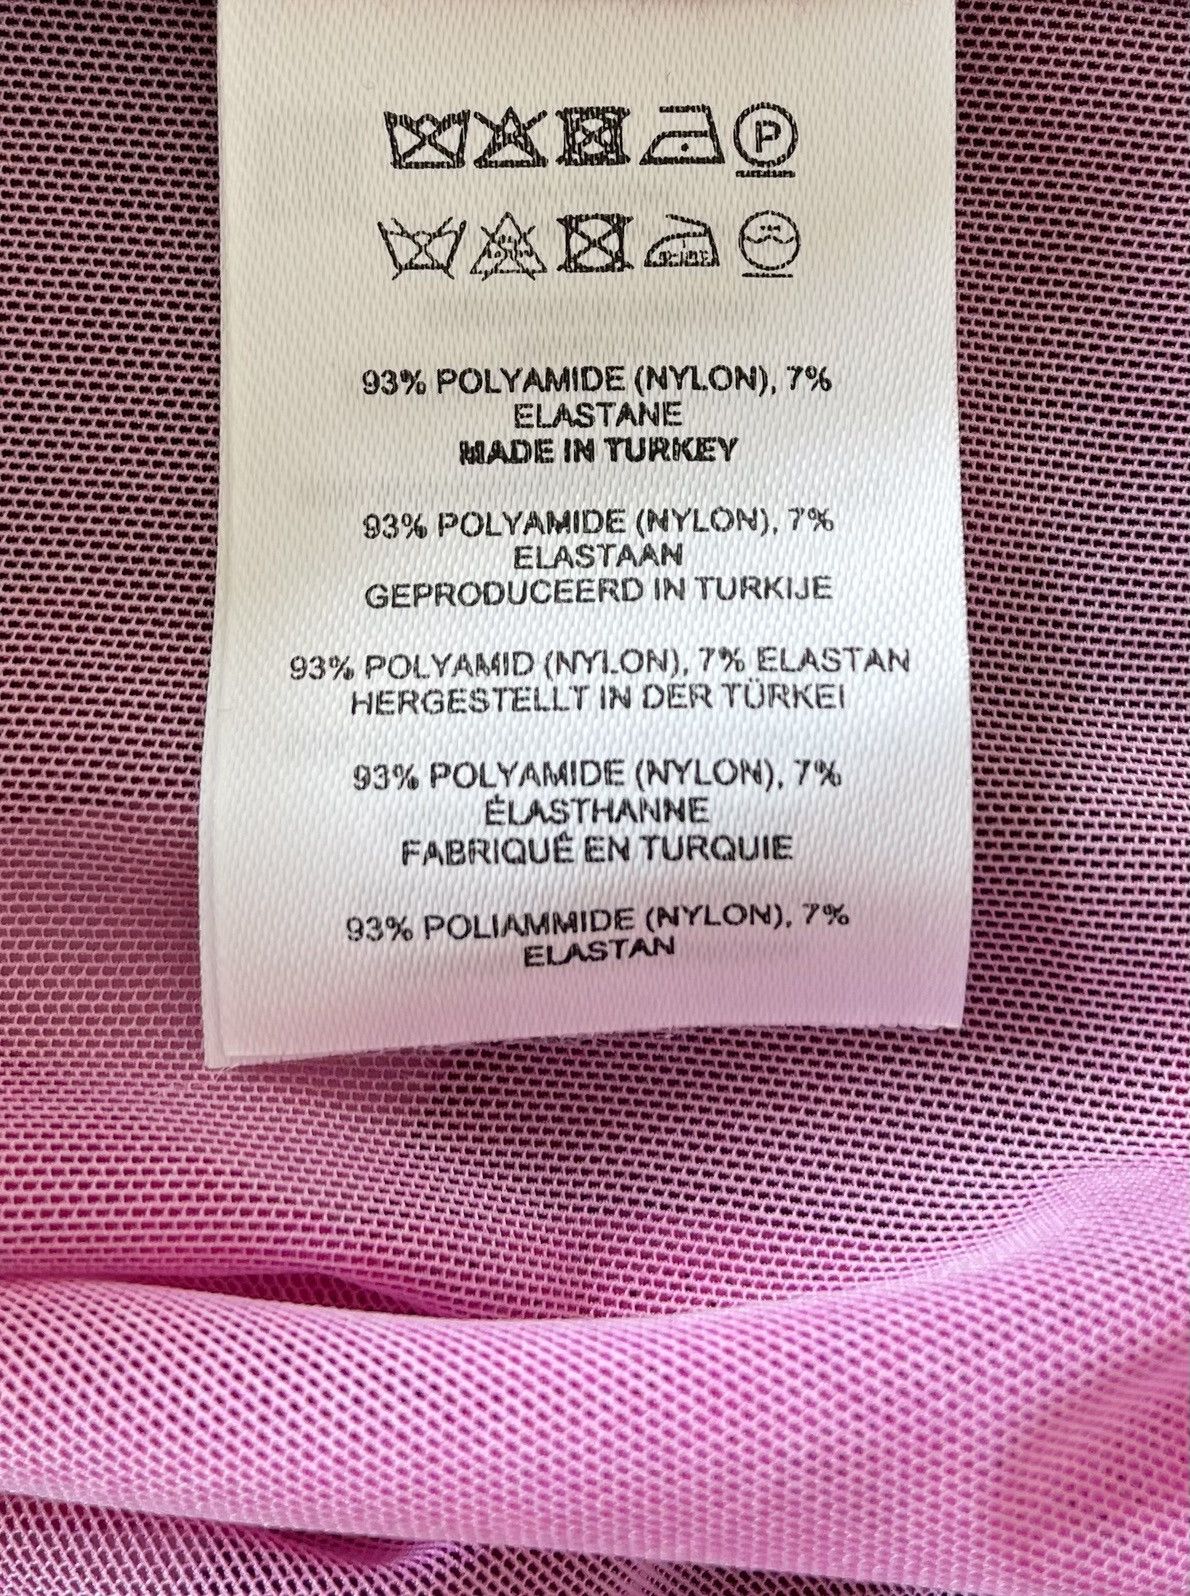 P
93% POLYAMIDE (NYLON), 7%
ELASTANE
MADE IN TURKEY
93% POLYAMIDE (NYLON), 7%
ELASTAAN
GEPRODUCEERD IN TURKIJE
93% POLYAMID (NYLON), 7% ELASTAN
HERGESTELLT IN DER TÜRKEI
93% POLYAMIDE (NYLON), 7%
ÉLASTHANNE
FABRIQUÉ EN TURQUIE
93% POLIAMMIDE (NYLON), 7%
ELASTAN